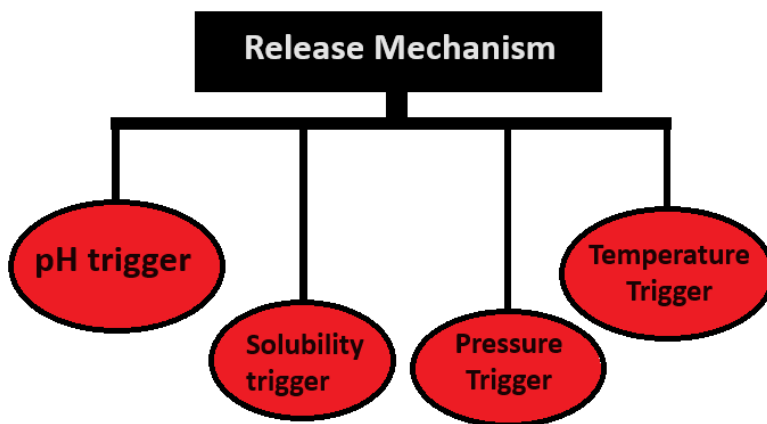 Release Mechanism
pH trigger
Solubility
trigger
Pressure
Trigger
Temperature
Trigger